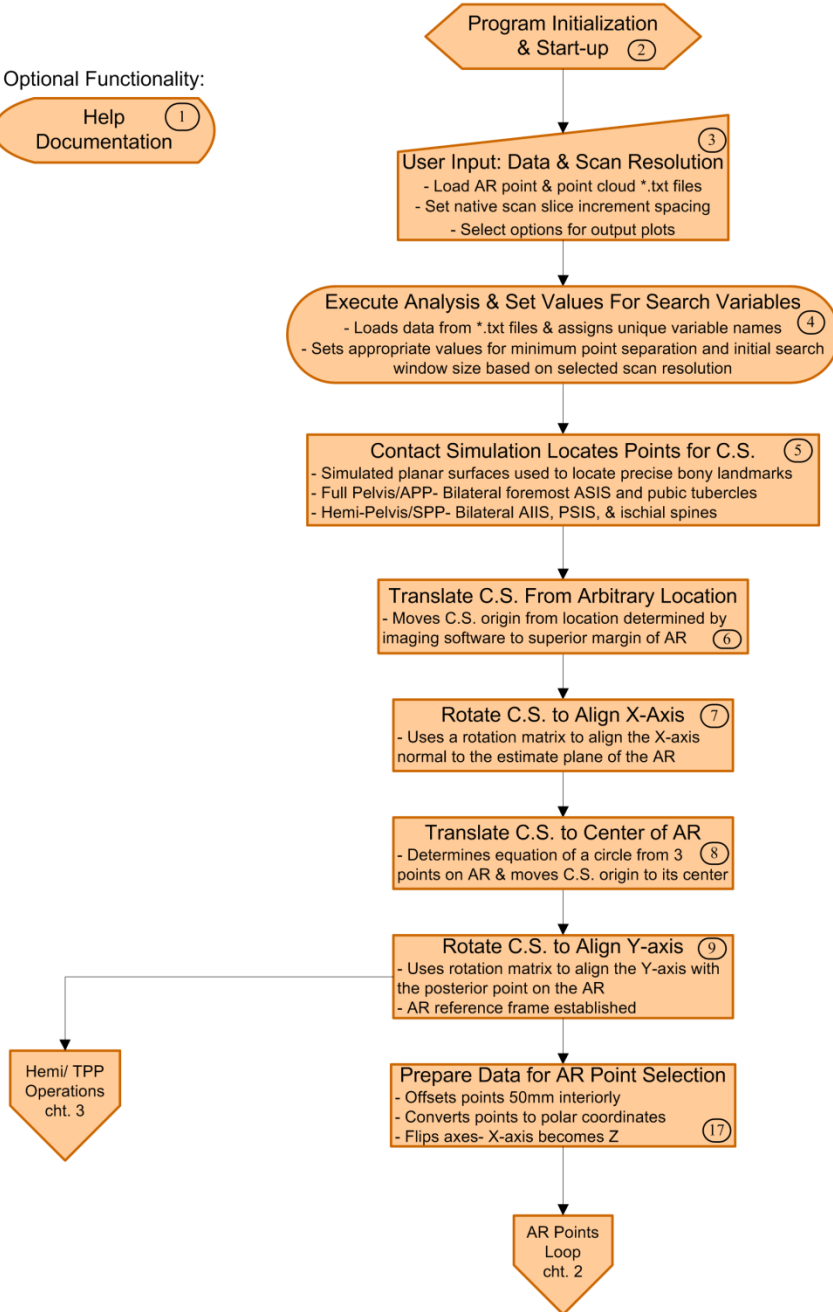 Program Initialization
& Start-up 2
Optional Functionality:
Help 1
Documentation
3
User Input: Data & Scan Resolution
- Load AR point & point cloud *.txt files
- Set native scan slice increment spacing
- Select options for output plots
Execute Analysis & Set Values For Search Variables
- Loads data from *.txt files & assigns unique variable names 4
- Sets appropriate values for minimum point separation and initial search
window size based on selected scan resolution
Contact Simulation Locates Points for C.S. 5
- Simulated planar surfaces used to locate precise bony landmarks
- Full Pelvis/APP- Bilateral foremost ASIS and pubic tubercles
- Hemi-Pelvis/SPP- Bilateral AIIS, PSIS, & ischial spines
Translate C.S. From Arbitrary Location
- Moves C.S. origin from location determined by
imaging software to superior margin of AR 6
Rotate C.S. to Align X-Axis 7
- Uses a rotation matrix to align the X-axis
normal to the estimate plane of the AR
Translate C.S. to Center of AR
- Determines equation of a circle from 3 8
points on AR & moves C.S. origin to its center
Rotate C.S. to Align Y-axis 9
- Uses rotation matrix to align the Y-axis with
the posterior point on the AR
- AR reference frame established
Hemi/ TPP
Operations
cht. 3
Prepare Data for AR Point Selection
- Offsets points 50mm interiorly
- Converts points to polar coordinates
- Flips axes- X-axis becomes Z 17
AR Points
Loop
cht. 2